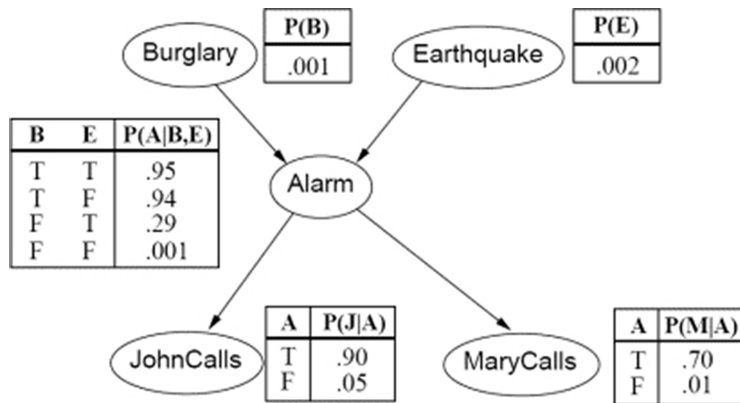 Burglary
P(B)
.001
Earthquake
P(E)
.002
B E P(A|B,E)
T T .95
T F .94
F T .29
F F .001
Alarm
JohnCalls
A P(J|A)
T .90
F .05
MaryCalls
A P(M|A)
T .70
F .01